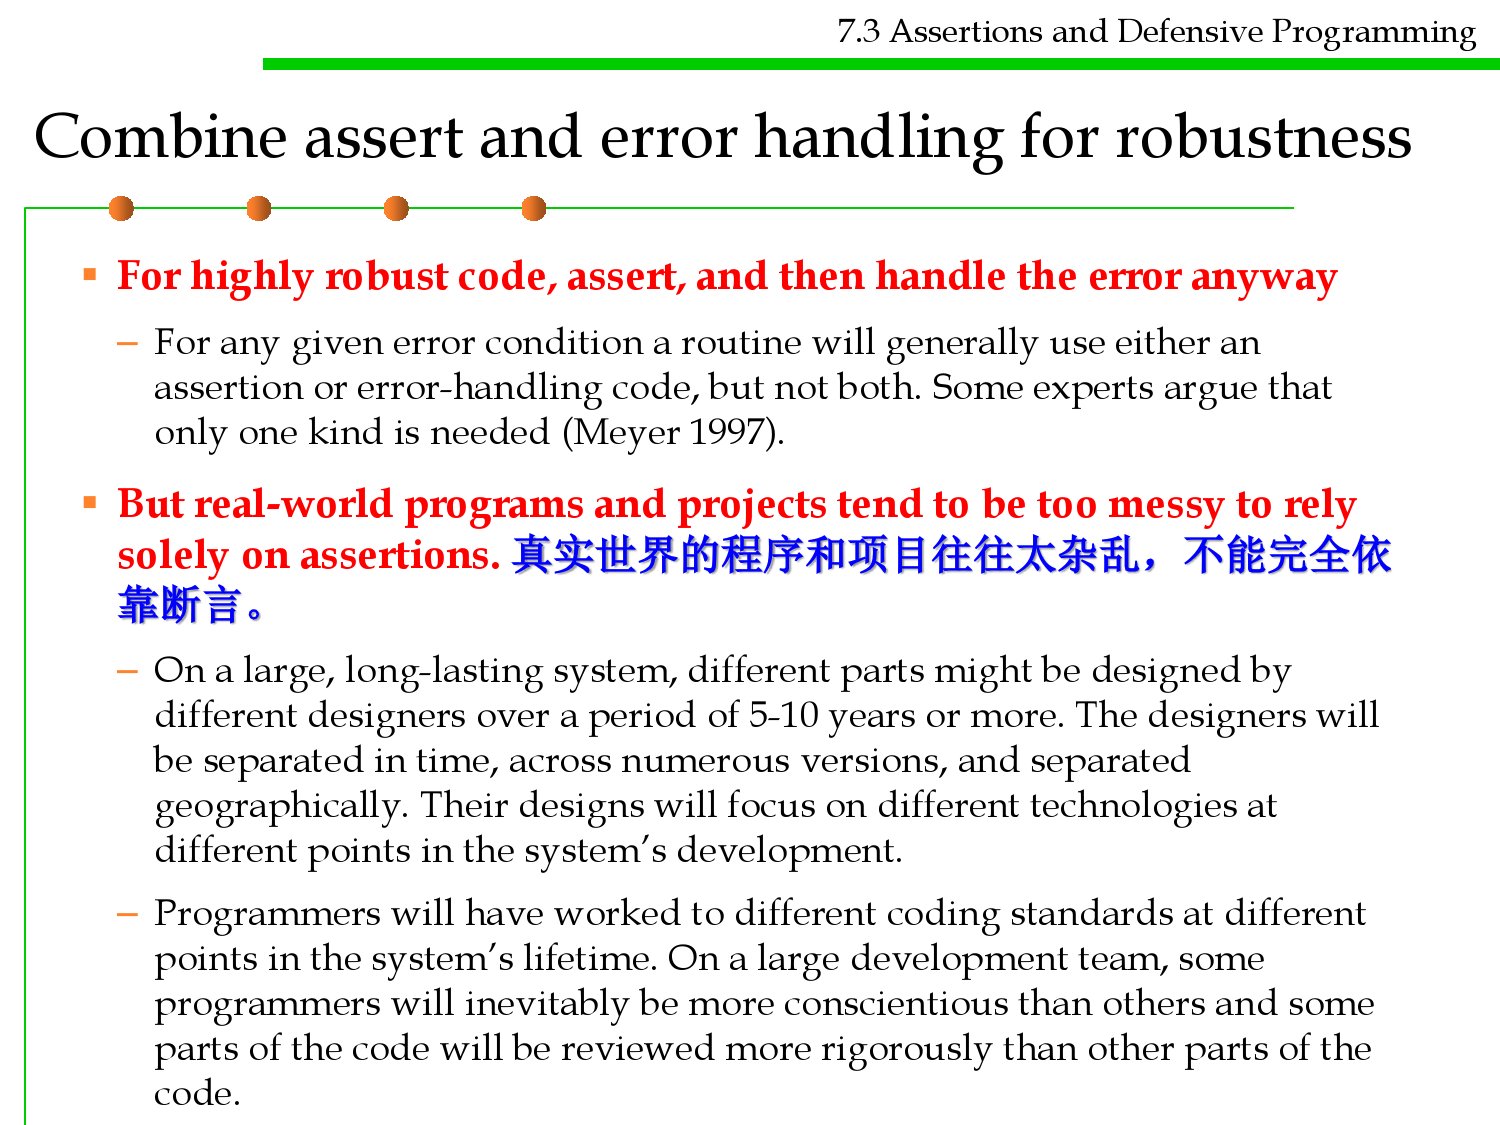 7.3 Assertions and Defensive Programming
Combine assert and error handling for robustness
▪ For highly robust code, assert, and then handle the error anyway
– For any given error condition a routine will generally use either an
assertion or error-handling code, but not both. Some experts argue that
only one kind is needed (Meyer 1997).
▪ But real-world programs and projects tend to be too messy to rely
solely on assertions. 真实世界的程序和项目往往太杂乱，不能完全依
靠断言。
– On a large, long-lasting system, different parts might be designed by
different designers over a period of 5-10 years or more. The designers will
be separated in time, across numerous versions, and separated
geographically. Their designs will focus on different technologies at
different points in the system’s development.
– Programmers will have worked to different coding standards at different
points in the system’s lifetime. On a large development team, some
programmers will inevitably be more conscientious than others and some
parts of the code will be reviewed more rigorously than other parts of the
code.